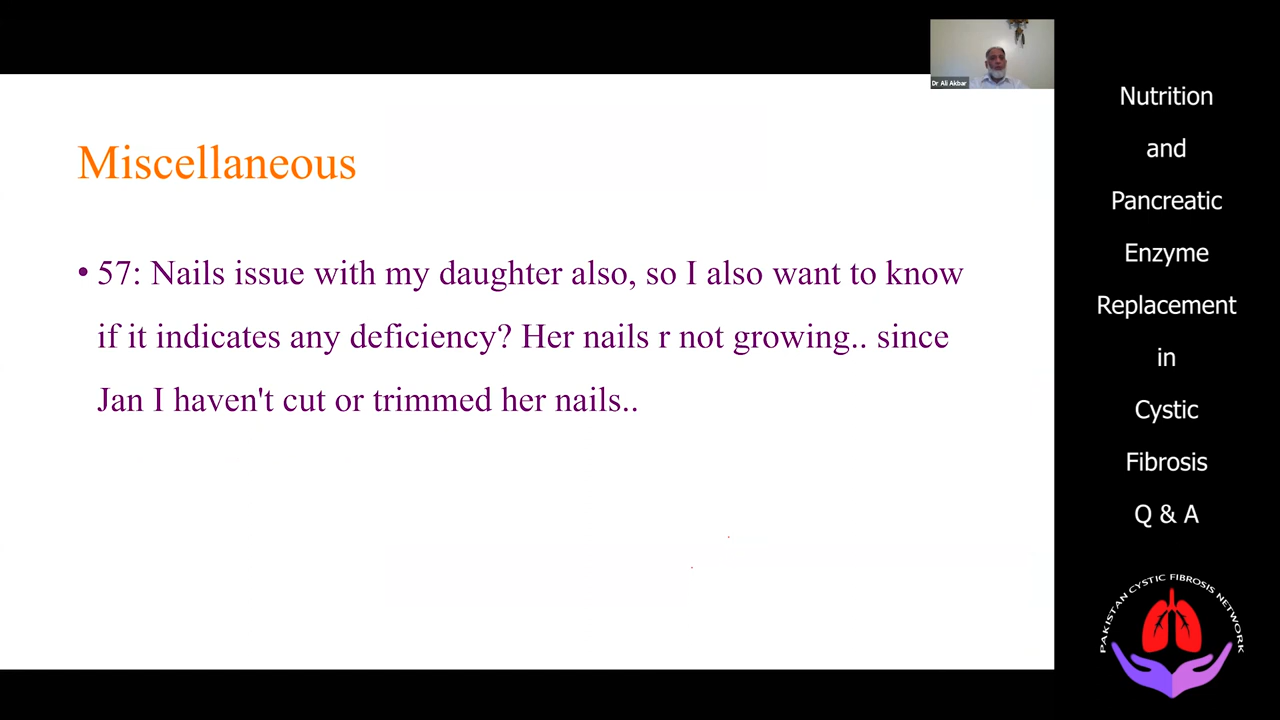 Dr Ali Akbar
Miscellaneous
• 57: Nails issue with my daughter also, so I also want to know
if it indicates any deficiency? Her nails r not growing.. since
Jan I haven't cut or trimmed her nails..
Nutrition
and
Pancreatic
Enzyme
Replacement
in
Cystic
Fibrosis
Q & A
PAKISTAN CYSTIC FIBROSIS NETWORK